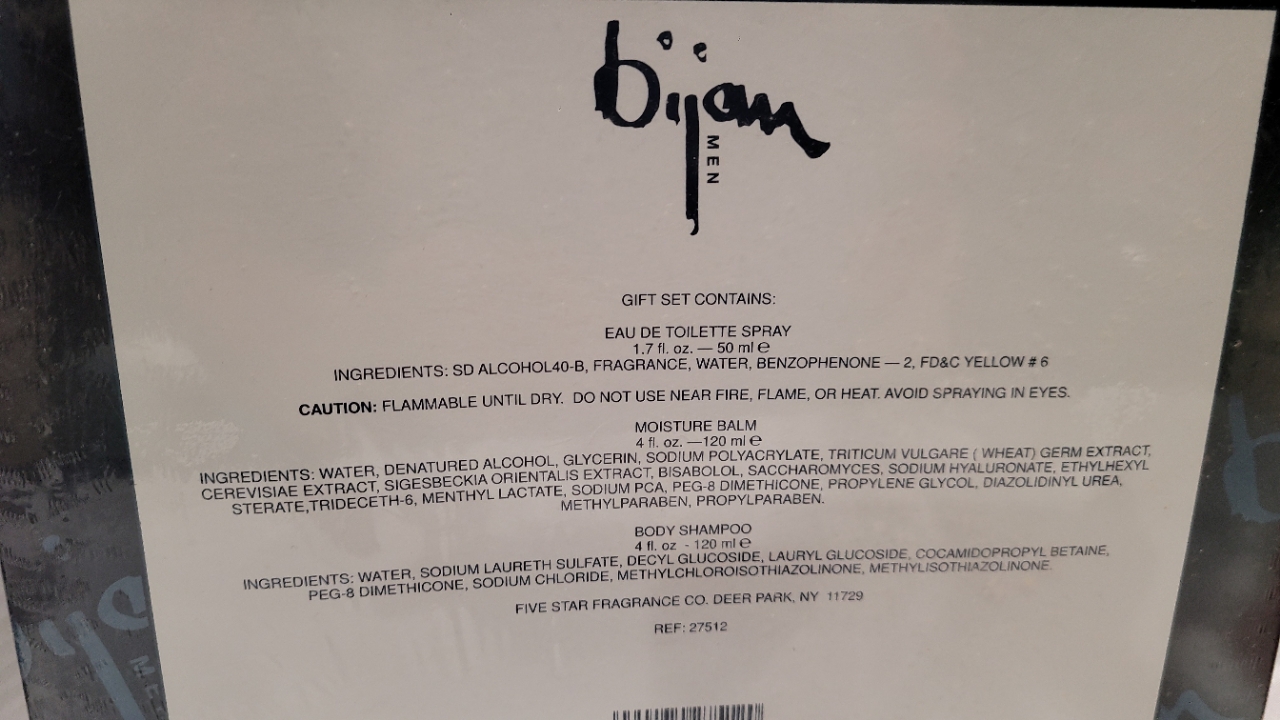 bijan
MEN
GIFT SET CONTAINS:
EAU DE TOILETTE SPRAY
1.7 fl. oz. — 50 ml ℮
INGREDIENTS: SD ALCOHOL40-B, FRAGRANCE, WATER, BENZOPHENONE — 2, FD&C YELLOW # 6
CAUTION: FLAMMABLE UNTIL DRY. DO NOT USE NEAR FIRE, FLAME, OR HEAT. AVOID SPRAYING IN EYES.
MOISTURE BALM
4 fl. oz. —120 ml ℮
INGREDIENTS: WATER, DENATURED ALCOHOL, GLYCERIN, SODIUM POLYACRYLATE, TRITICUM VULGARE ( WHEAT) GERM EXTRACT,
CEREVISIAE EXTRACT, SIGESBECKIA ORIENTALIS EXTRACT, BISABOLOL, SACCHAROMYCES, SODIUM HYALURONATE, ETHYLHEXYL
STERATE,TRIDECETH-6, MENTHYL LACTATE, SODIUM PCA, PEG-8 DIMETHICONE, PROPYLENE GLYCOL, DIAZOLIDINYL UREA,
METHYLPARABEN, PROPYLPARABEN.
BODY SHAMPOO
4 fl. oz - 120 ml ℮
INGREDIENTS: WATER, SODIUM LAURETH SULFATE, DECYL GLUCOSIDE, LAURYL GLUCOSIDE, COCAMIDOPROPYL BETAINE,
PEG-8 DIMETHICONE, SODIUM CHLORIDE, METHYLCHLOROISOTHIAZOLINONE, METHYLISOTHIAZOLINONE.
FIVE STAR FRAGRANCE CO. DEER PARK, NY 11729
REF: 27512